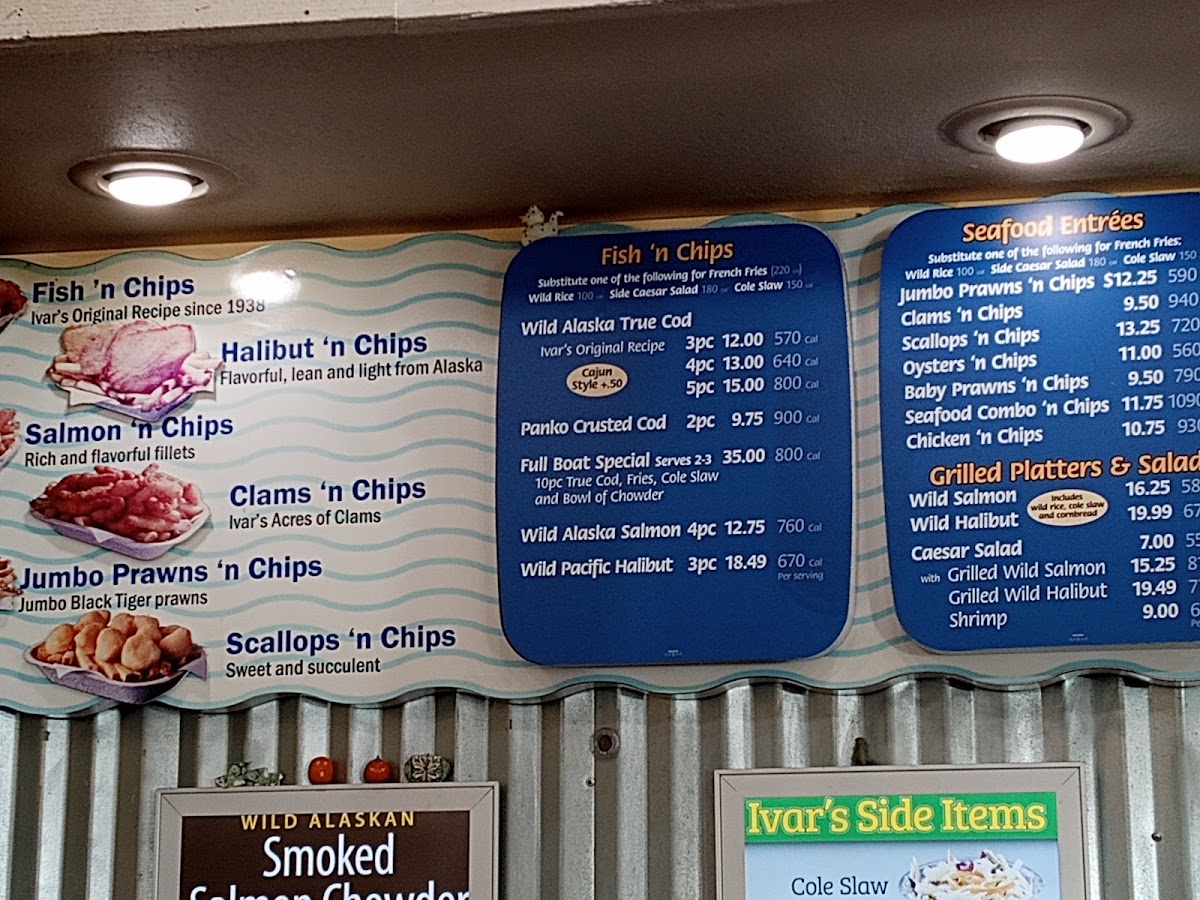 Fish 'n Chips
Ivar's Original Recipe since 1938
Halibut 'n Chips
Flavorful, lean and light from Alaska
Salmon 'n Chips
Rich and flavorful fillets
Clams 'n Chips
Ivar's Acres of Clams
Jumbo Prawns 'n Chips
Jumbo Black Tiger prawns
Scallops 'n Chips
Sweet and succulent
Fish 'n Chips
Substitute one of the following for French Fries (220 cal)
Wild Rice 100 cal Side Caesar Salad 180 cal Cole Slaw 150 cal
Wild Alaska True Cod
Ivar's Original Recipe 3pc 12.00 570 Cal
4pc 13.00 640 Cal
Cajun
Style +.50
5pc 15.00 800 Cal
Panko Crusted Cod 2pc 9.75 900 Cal
Full Boat Special Serves 2-3 35.00 800 Cal
10pc True Cod, Fries, Cole Slaw
and Bowl of Chowder
Wild Alaska Salmon 4pc 12.75 760 Cal
Wild Pacific Halibut 3pc 18.49 670 Cal
Per serving
Seafood Entrées
Substitute one of the following for French Fries:
Wild Rice 100 cal Side Caesar Salad 180 cal Cole Slaw 150
Jumbo Prawns 'n Chips $12.25 590
Clams 'n Chips 9.50 940
Scallops 'n Chips 13.25 720
Oysters 'n Chips 11.00 560
Baby Prawns 'n Chips 9.50 790
Seafood Combo 'n Chips 11.75 1090
Chicken 'n Chips 10.75 930
Grilled Platters & Salad
Wild Salmon 16.25 58
Wild Halibut 19.99 67
Includes
wild rice, cole slaw
and cornbread
Caesar Salad 7.00 55
with Grilled Wild Salmon 15.25 8
Grilled Wild Halibut 19.49 7
Shrimp 9.00 6
WILD ALASKAN
Smoked
Salmon Chowder
Ivar's Side Items
Cole Slaw